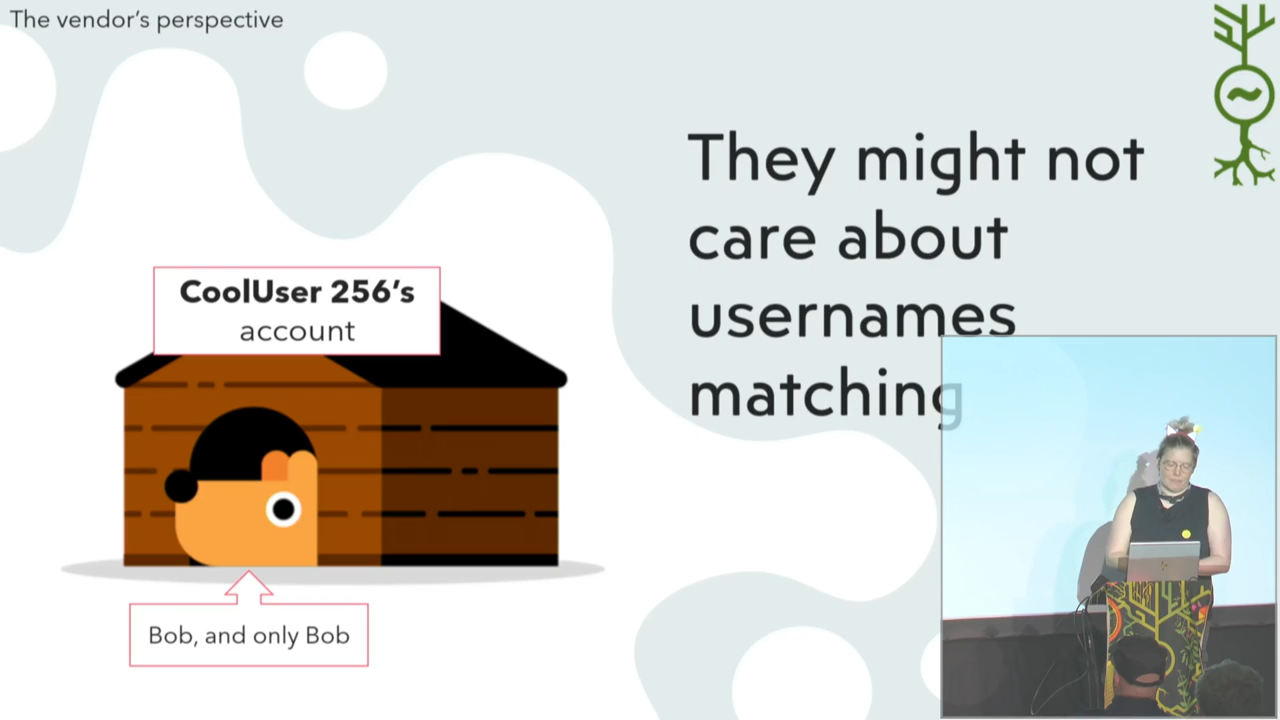 The vendor's perspective
They might not
care about
usernames
matching
CoolUser 256's
account
Bob, and only Bob